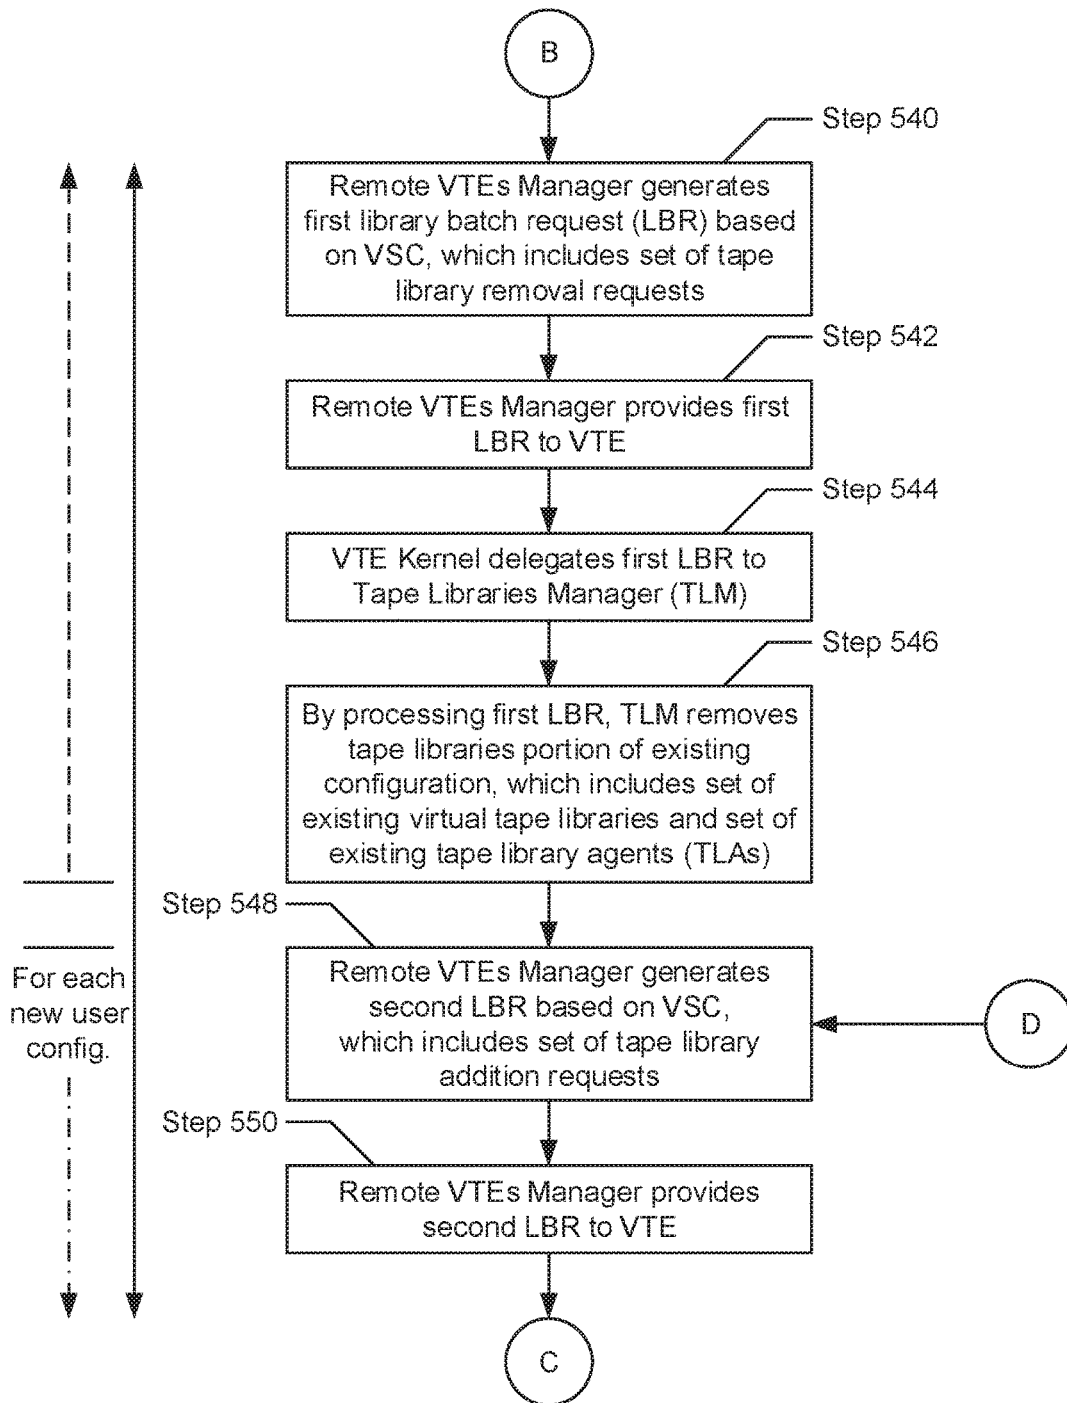 B
Step 540
Remote VTEs Manager generates
first library batch request (LBR) based
on VSC, which includes set of tape
library removal requests
Step 542
Remote VTEs Manager provides first
LBR to VTE
Step 544
VTE Kernel delegates first LBR to
Tape Libraries Manager (TLM)
Step 546
By processing first LBR, TLM removes
tape libraries portion of existing
configuration, which includes set of
existing virtual tape libraries and set of
existing tape library agents (TLAs)
Step 548
For each
new user
config.
Remote VTEs Manager generates
second LBR based on VSC,
which includes set of tape library
addition requests
D
Step 550
Remote VTEs Manager provides
second LBR to VTE
C